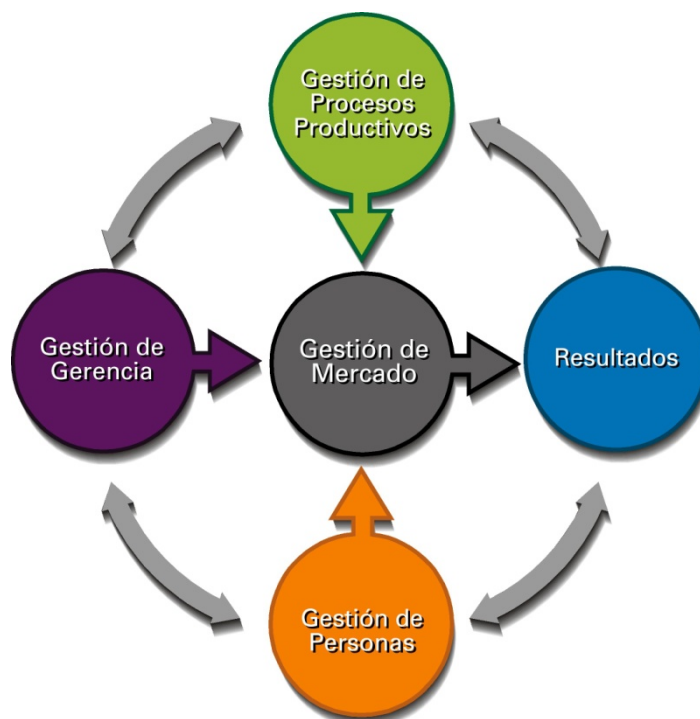 Gestión de
Procesos
Productivos
Gestión de
Gerencia
Gestión de
Mercado
Resultados
Gestión de
Personas